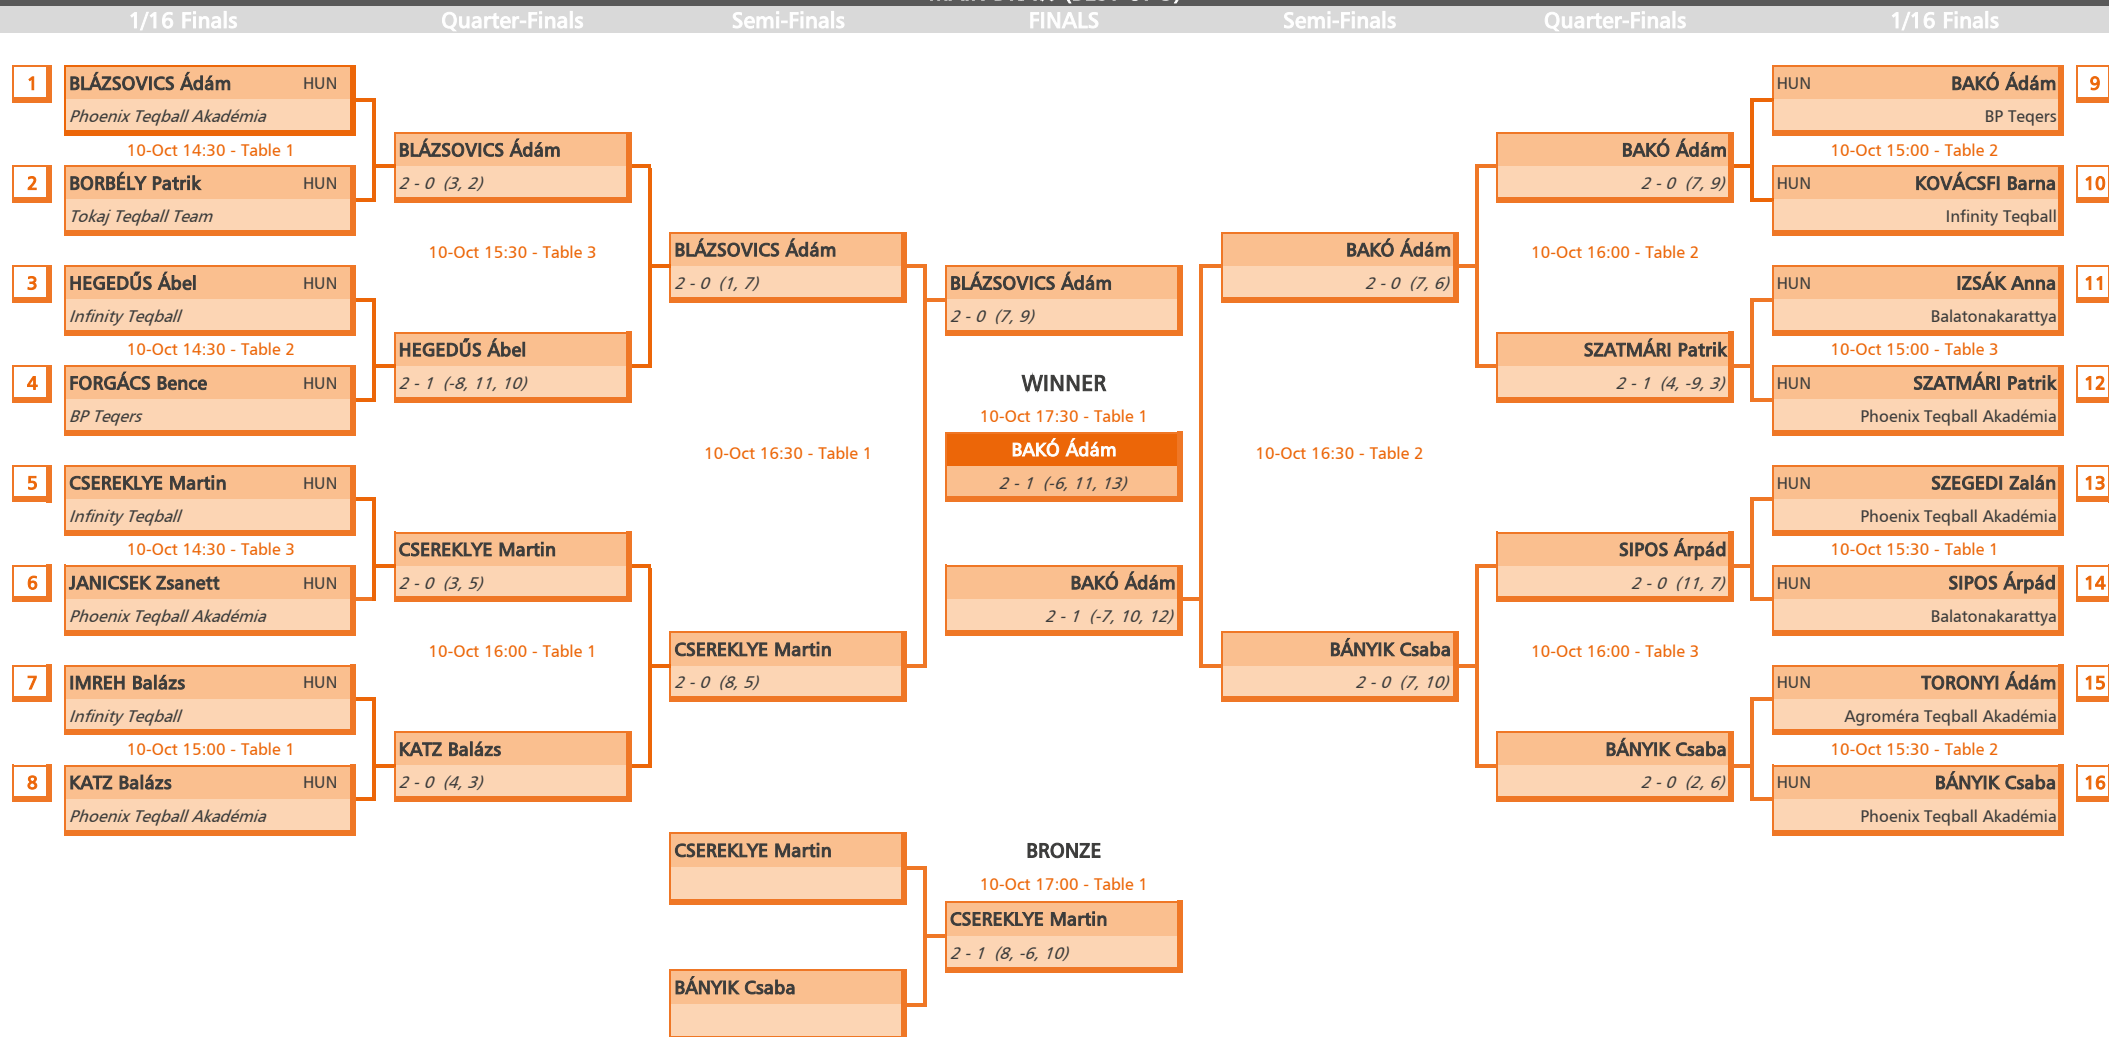 1/16 Finals
Quarter-Finals
Semi-Finals
FINALS
Semi-Finals
Quarter-Finals
1/16 Finals
1
BLÁZSOVICS Ádám HUN
Phoenix Teqball Akadémia
10-Oct 14:30 - Table 1
2
BORBÉLY Patrik HUN
Tokaj Teqball Team
3
HEGEDŰS Ábel HUN
Infinity Teqball
10-Oct 14:30 - Table 2
4
FORGÁCS Bence HUN
BP Teqers
5
CSEREKLYE Martin HUN
Infinity Teqball
10-Oct 14:30 - Table 3
6
JANICSEK Zsanett HUN
Phoenix Teqball Akadémia
7
IMREH Balázs HUN
Infinity Teqball
10-Oct 15:00 - Table 1
8
KATZ Balázs HUN
Phoenix Teqball Akadémia
BLÁZSOVICS Ádám
2 - 0 (3, 2)
10-Oct 15:30 - Table 3
HEGEDŰS Ábel
2 - 1 (-8, 11, 10)
CSEREKLYE Martin
2 - 0 (3, 5)
10-Oct 16:00 - Table 1
KATZ Balázs
2 - 0 (4, 3)
BLÁZSOVICS Ádám
2 - 0 (1, 7)
10-Oct 16:30 - Table 1
CSEREKLYE Martin
2 - 0 (8, 5)
BLÁZSOVICS Ádám
2 - 0 (7, 9)
WINNER
10-Oct 17:30 - Table 1
BAKÓ Ádám
2 - 1 (-6, 11, 13)
BAKÓ Ádám
2 - 1 (-7, 10, 12)
BAKÓ Ádám
2 - 0 (7, 6)
10-Oct 16:30 - Table 2
BÁNYIK Csaba
2 - 0 (7, 10)
BAKÓ Ádám
2 - 0 (7, 9)
10-Oct 16:00 - Table 2
SZATMÁRI Patrik
2 - 1 (4, -9, 3)
SIPOS Árpád
2 - 0 (11, 7)
10-Oct 16:00 - Table 3
BÁNYIK Csaba
2 - 0 (2, 6)
HUN BAKÓ Ádám
9
BP Teqers
10-Oct 15:00 - Table 2
HUN KOVÁCSFI Barna
10
Infinity Teqball
HUN IZSÁK Anna
11
Balatonakarattya
10-Oct 15:00 - Table 3
HUN SZATMÁRI Patrik
12
Phoenix Teqball Akadémia
HUN SZEGEDI Zalán
13
Phoenix Teqball Akadémia
10-Oct 15:30 - Table 1
HUN SIPOS Árpád
14
Balatonakarattya
HUN TORONYI Ádám
15
Agroméra Teqball Akadémia
10-Oct 15:30 - Table 2
HUN BÁNYIK Csaba
16
Phoenix Teqball Akadémia
CSEREKLYE Martin
BÁNYIK Csaba
BRONZE
10-Oct 17:00 - Table 1
CSEREKLYE Martin
2 - 1 (8, -6, 10)